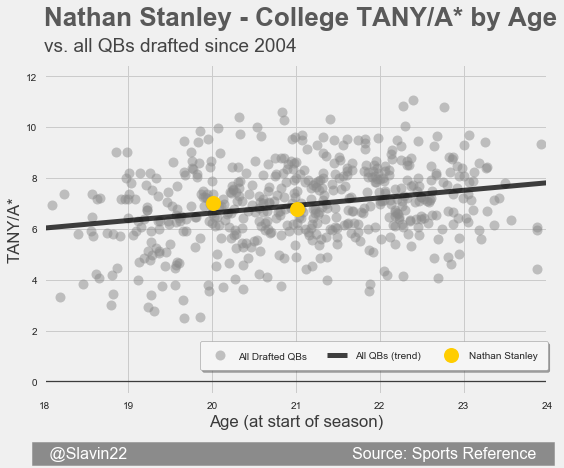 Nathan Stanley - College TANY/A* by Age
vs. all QBs drafted since 2004
12
10
8
6
4
2
0
TANY/A*
All Drafted QBs
All QBs (trend)
Nathan Stanley
18 19 20 21 22 23 24
Age (at start of season)
@Slavin22
Source: Sports Reference